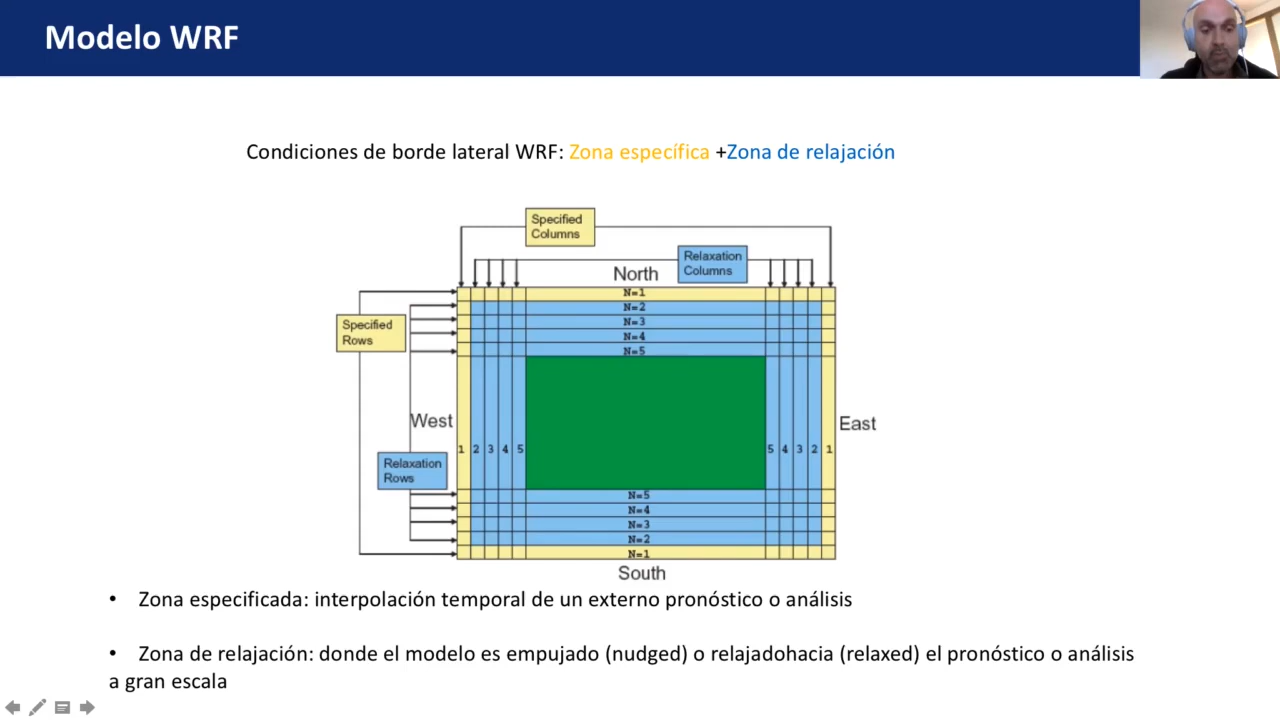 Modelo WRF
Condiciones de borde lateral WRF: Zona específica +Zona de relajación
Specified
Columns
Relaxation
Columns
North
N=1
N=2
N=3
N=4
N=5
Specified
Rows
West
East
1 2 3 4 5
5 4 3 2 1
Relaxation
Rows
N=5
N=4
N=3
N=2
N=1
South
• Zona especificada: interpolación temporal de un externo pronóstico o análisis
• Zona de relajación: donde el modelo es empujado (nudged) o relajadohacia (relaxed) el pronóstico o análisis
a gran escala